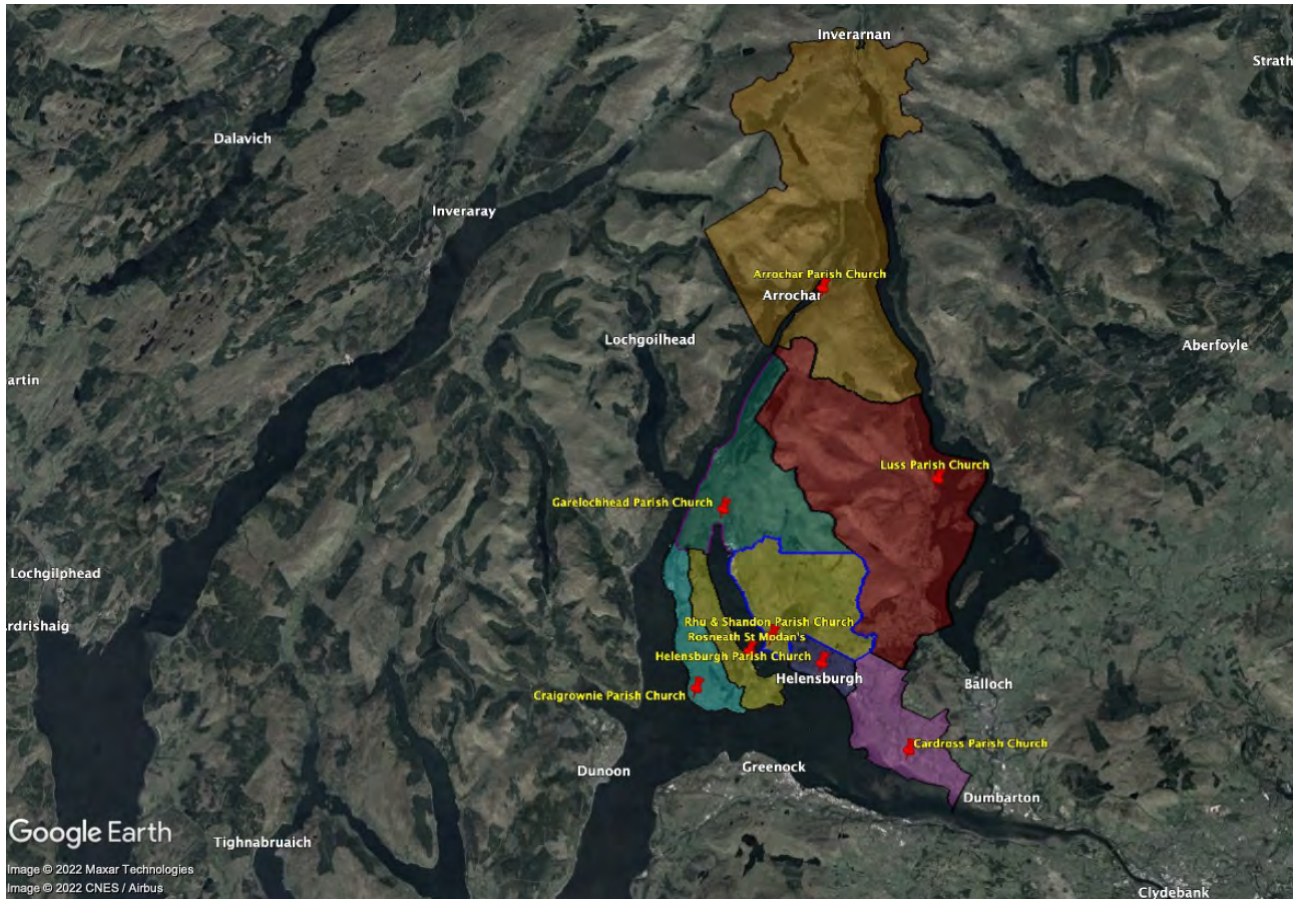 Inverarnan
Strath
Dalavich
Inveraray
Arrochar Parish Church
Arrochar
Lochgoilhead
Aberfoyle
artin
Luss Parish Church
Garelochhead Parish Church
Lochgilphead
rdrishaig
Rhu & Shandon Parish Church
Rosneath St Modan's
Helensburgh Parish Church
Helensburgh
Balloch
Craigrownie Parish Church
Cardross Parish Church
Dunoon
Greenock
Dumbarton
Google Earth
Tighnabruaich
Image © 2022 Maxar Technologies
Image © 2022 CNES / Airbus
Clydebank